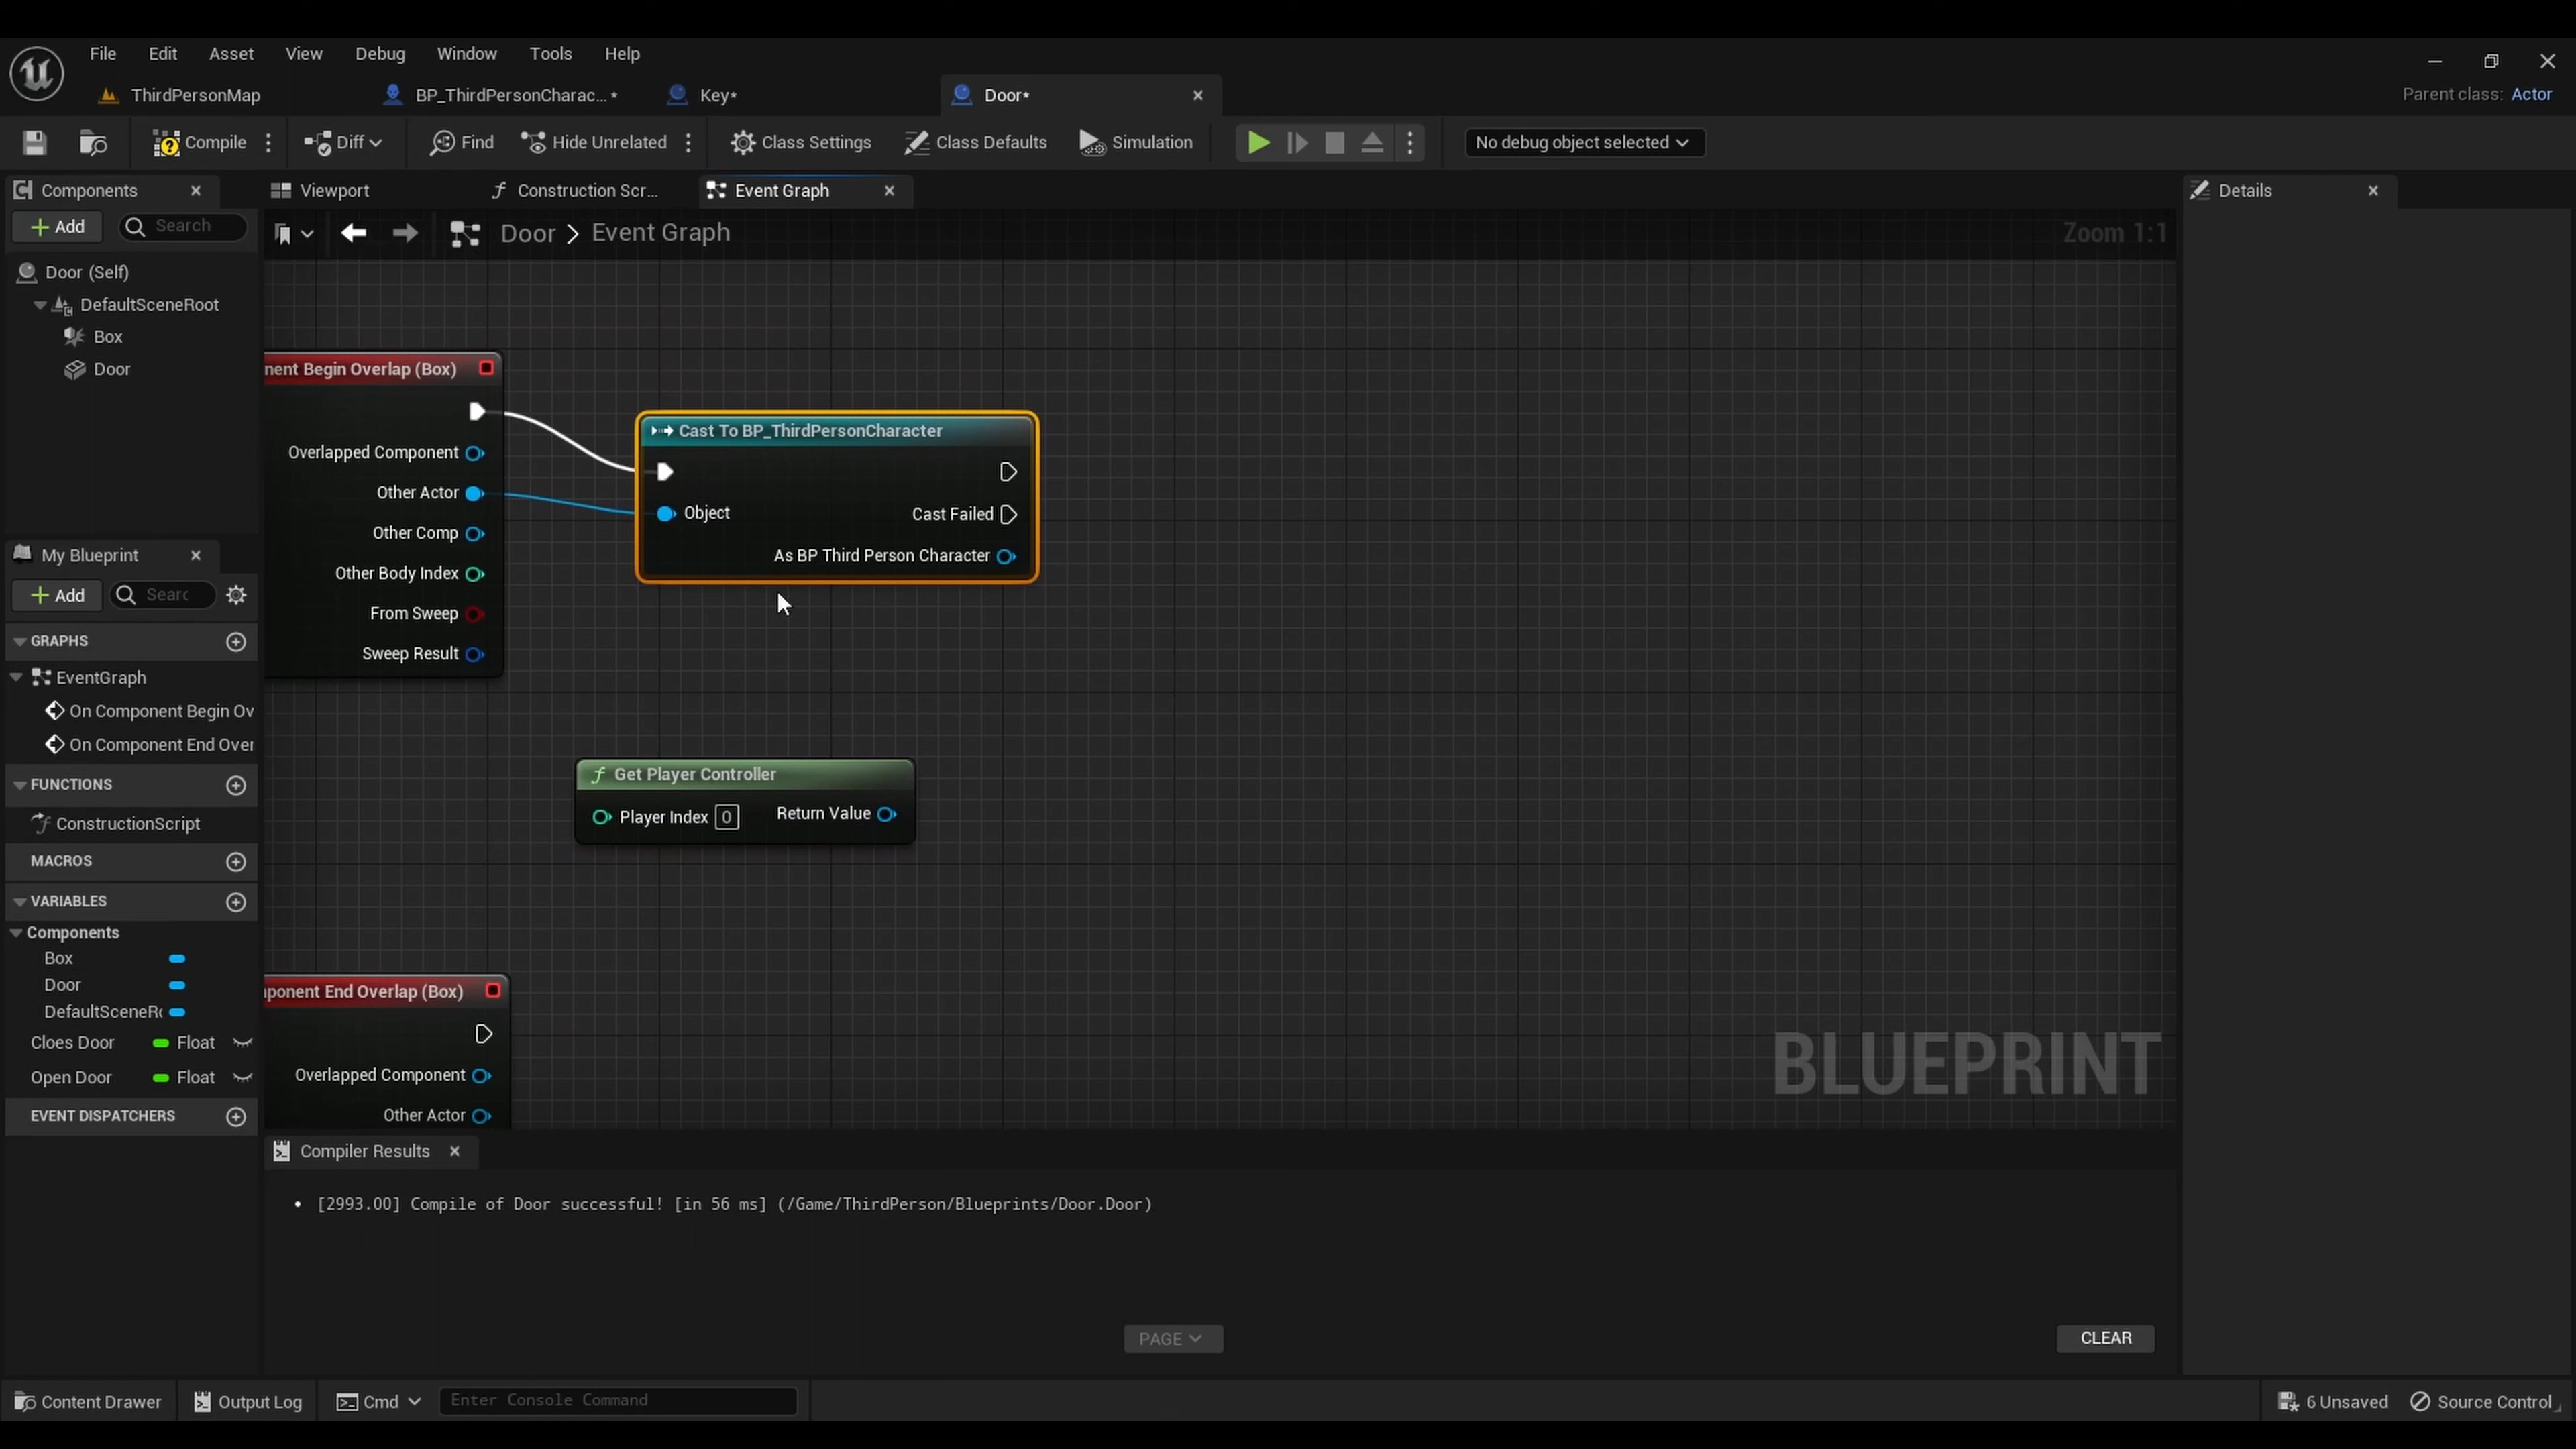 File Edit Asset View Debug Window Tools Help
ThirdPersonMap BP_ThirdPersonCharac...* Key* Door*
Parent class: Actor
Compile Diff Find Hide Unrelated Class Settings Class Defaults Simulation No debug object selected
Components
Viewport Construction Scr... Event Graph
Details
Add Search
Door > Event Graph
Zoom 1:1
Door (Self)
DefaultSceneRoot
Box
Door
nent Begin Overlap (Box)
Overlapped Component
Other Actor
Other Comp
Other Body Index
From Sweep
Sweep Result
Cast To BP_ThirdPersonCharacter
Object
Cast Failed
As BP Third Person Character
Get Player Controller
Player Index 0 Return Value
ponent End Overlap (Box)
Overlapped Component
Other Actor
My Blueprint
Add Searc
GRAPHS
EventGraph
On Component Begin Ov
On Component End Over
FUNCTIONS
ConstructionScript
MACROS
VARIABLES
Components
Box
Door
DefaultSceneRo
Cloes Door Float
Open Door Float
EVENT DISPATCHERS
BLUEPRINT
Compiler Results
• [2993.00] Compile of Door successful! [in 56 ms] (/Game/ThirdPerson/Blueprints/Door.Door)
PAGE
CLEAR
Content Drawer Output Log Cmd Enter Console Command
6 Unsaved Source Control